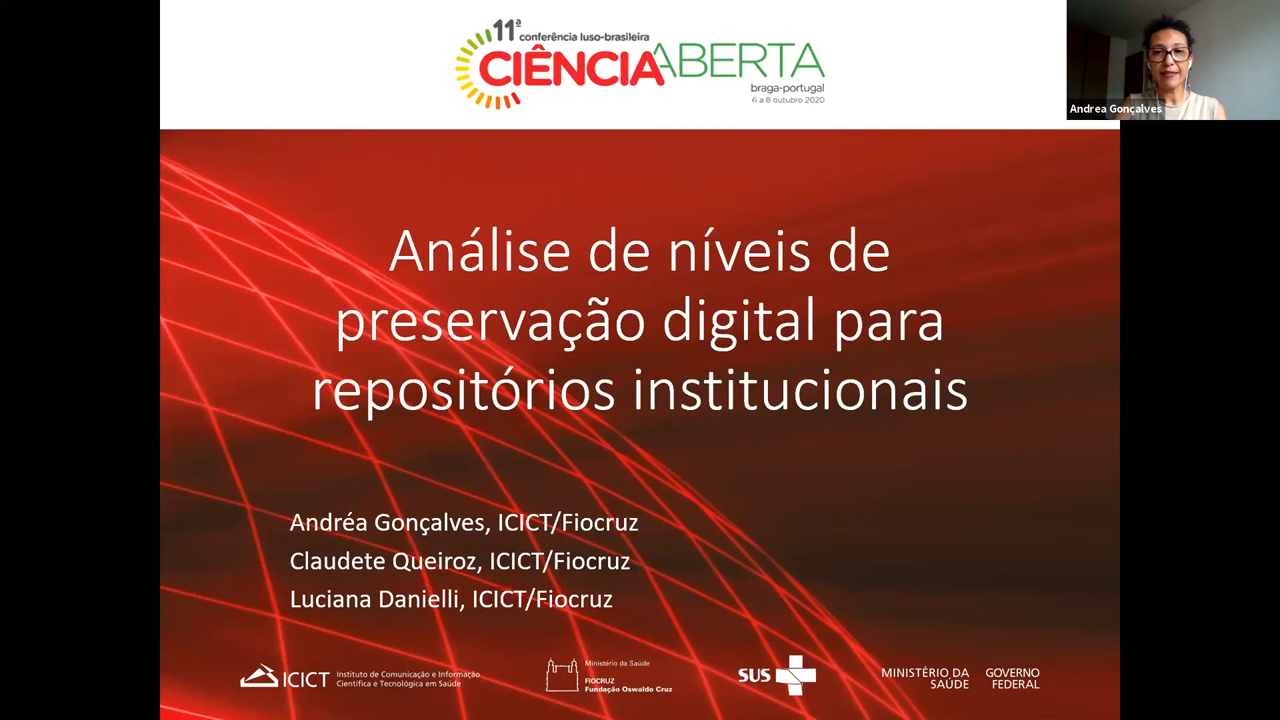 11ª conferência luso-brasileira
CIÊNCIAABERTA
braga-portugal
6 a 8 outubro 2020
Andrea Gonçalves
Análise de níveis de
preservação digital para
repositórios institucionais
Andréa Gonçalves, ICICT/Fiocruz
Claudete Queiroz, ICICT/Fiocruz
Luciana Danielli, ICICT/Fiocruz
ICICT
Instituto de Comunicação e Informação
Científica e Tecnológica em Saúde
Ministério da Saúde
FIOCRUZ
Fundação Oswaldo Cruz
SUS
MINISTÉRIO DA
SAÚDE
GOVERNO
FEDERAL